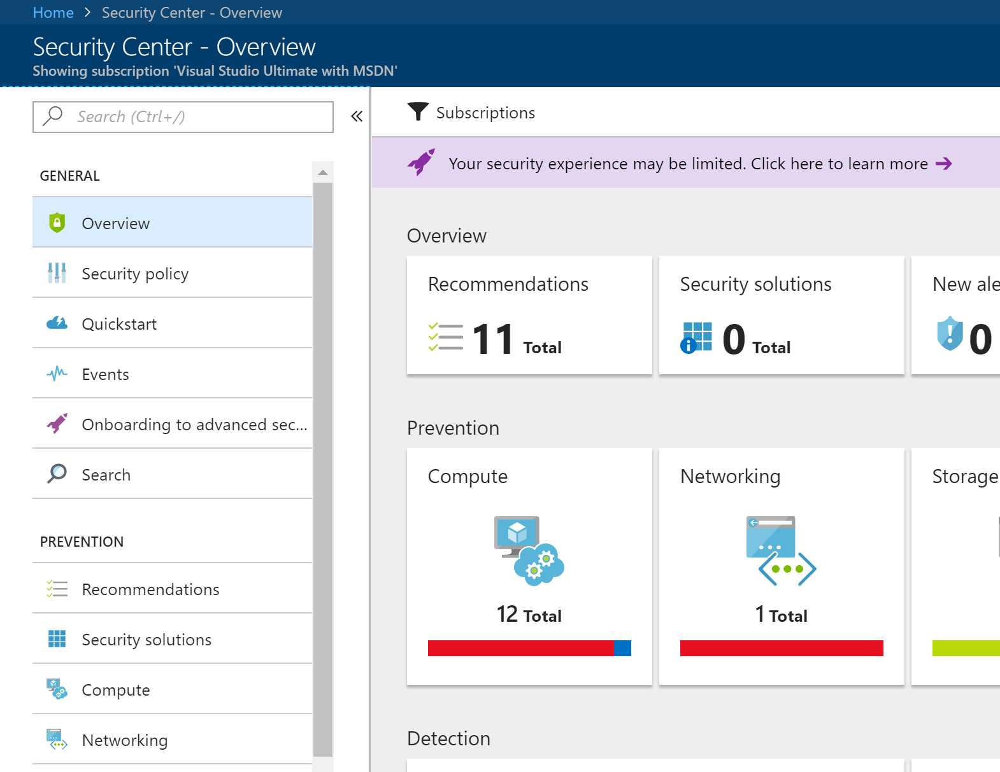 Home > Security Center - Overview
Security Center - Overview
Showing subscription 'Visual Studio Ultimate with MSDN'
Search (Ctrl+/)
«
GENERAL
Overview
Security policy
Quickstart
Events
Onboarding to advanced sec...
Search
PREVENTION
Recommendations
Security solutions
Compute
Networking
Subscriptions
Your security experience may be limited. Click here to learn more →
Overview
Recommendations
11 Total
Security solutions
0 Total
New ale
0
Prevention
Compute
12 Total
Networking
1 Total
Storage
Detection